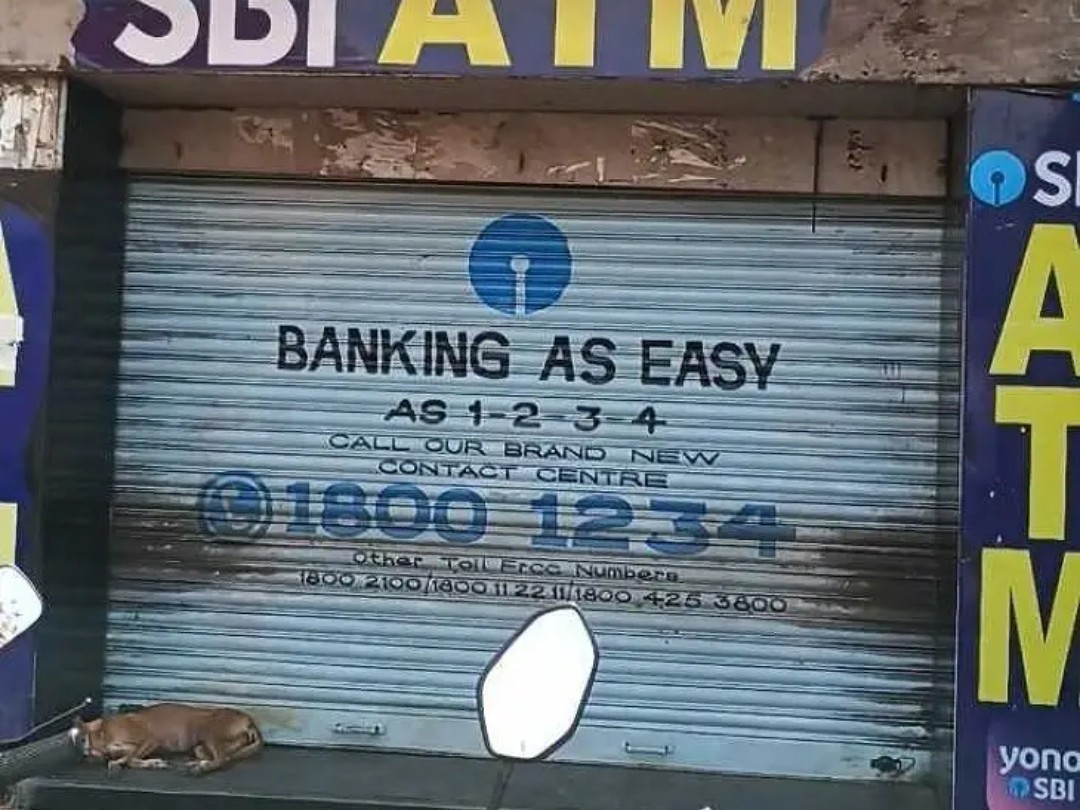 SBI ATM
BANKING AS EASY
AS 1-2-3-4
CALL OUR BRAND NEW
CONTACT CENTRE
1800 1234
Other Toll Free Numbers
1800 2100/1800 11 22 11/1800 425 3800
SBI
A
T
M
yono
SBI